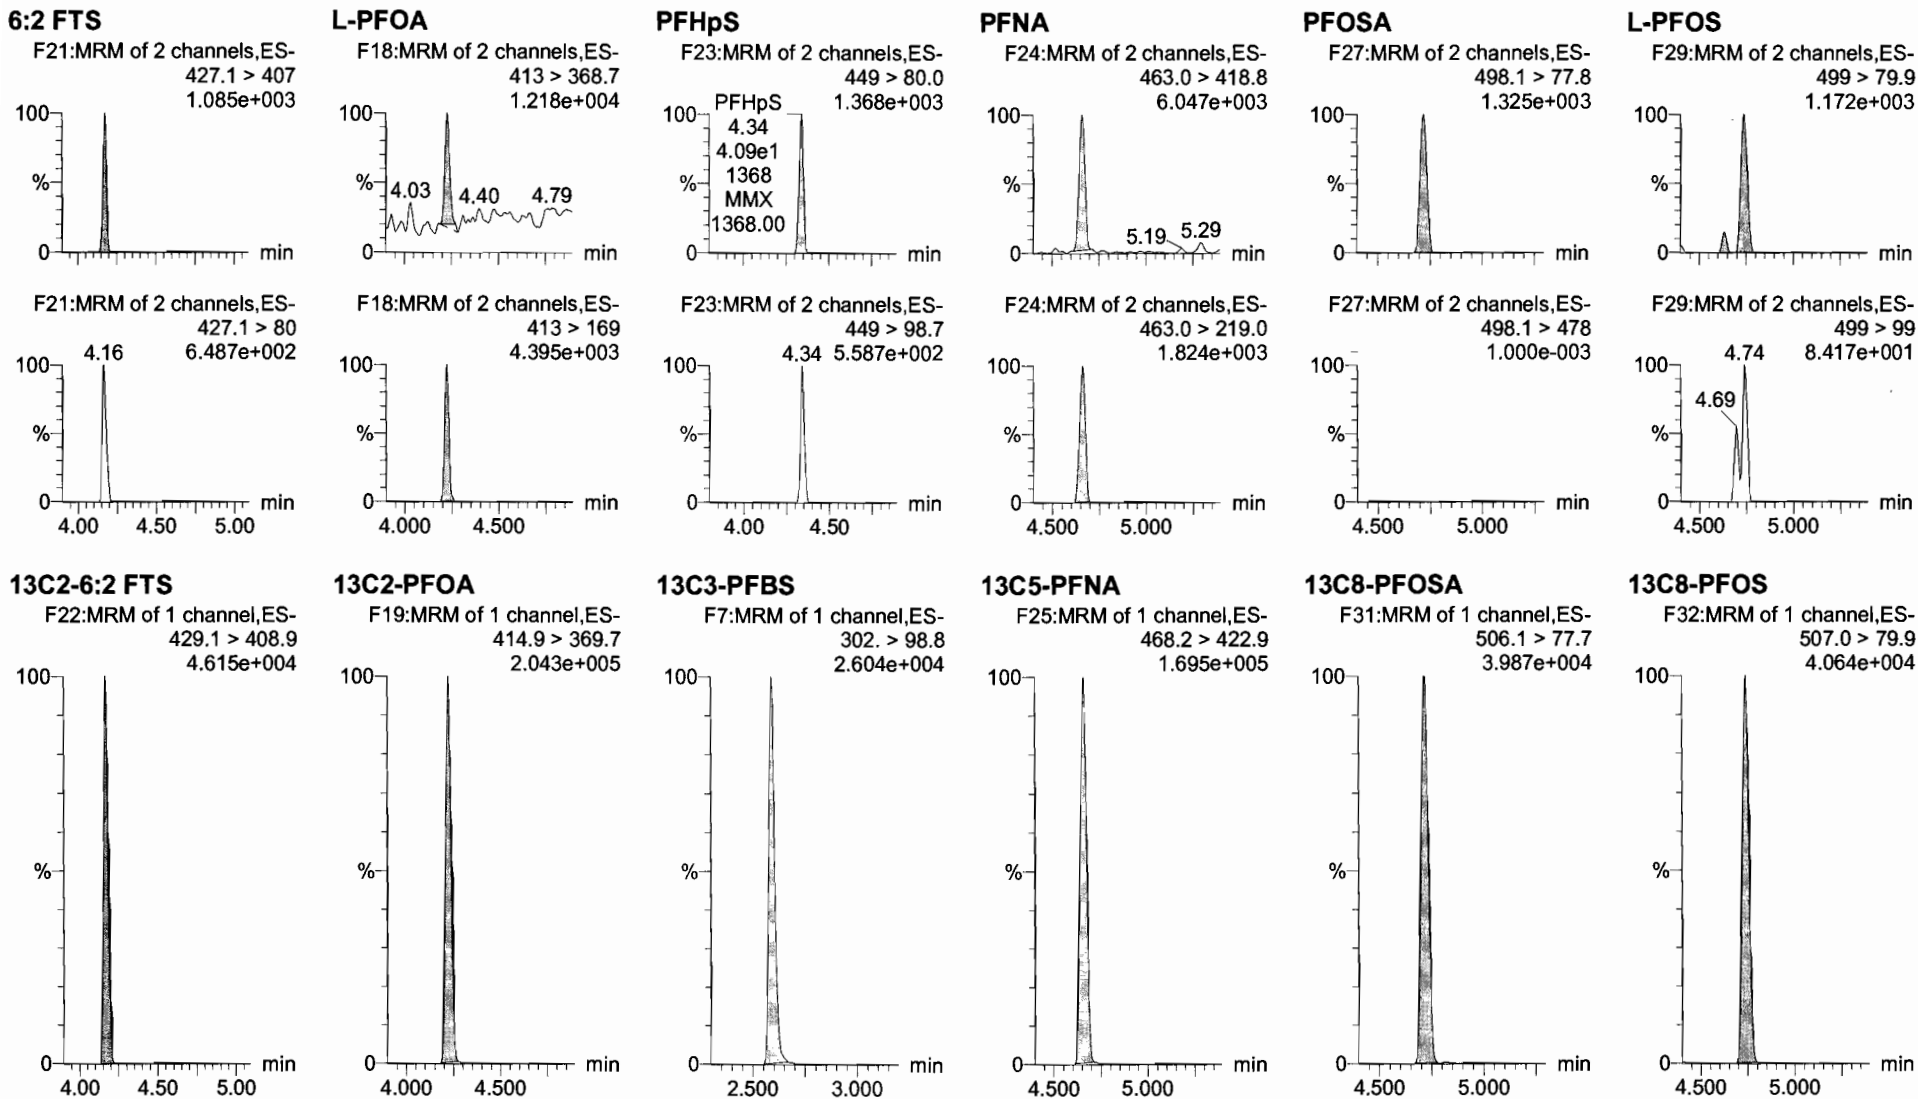 6:2 FTS
F21:MRM of 2 channels,ES-
427.1 > 407
1.085e+003
100
%
0
min
F21:MRM of 2 channels,ES-
427.1 > 80
4.16 6.487e+002
100
%
0
min
4.00 4.50 5.00
L-PFOA
F18:MRM of 2 channels,ES-
413 > 368.7
1.218e+004
100
4.03 4.40 4.79
%
0
min
F18:MRM of 2 channels,ES-
413 > 169
4.395e+003
100
%
0
min
4.000 4.500
PFHpS
F23:MRM of 2 channels,ES-
449 > 80.0
1.368e+003
100
PFHpS
4.34
4.09e1
1368
MMX
1368.00
%
0
min
F23:MRM of 2 channels,ES-
449 > 98.7
4.34 5.587e+002
100
%
0
min
4.00 4.50
PFNA
F24:MRM of 2 channels,ES-
463.0 > 418.8
6.047e+003
100
%
5.19 5.29
0
min
F24:MRM of 2 channels,ES-
463.0 > 219.0
1.824e+003
100
%
0
min
4.500 5.000
PFOSA
F27:MRM of 2 channels,ES-
498.1 > 77.8
1.325e+003
100
%
0
min
F27:MRM of 2 channels,ES-
498.1 > 478
1.000e-003
100
%
0
min
4.500 5.000
L-PFOS
F29:MRM of 2 channels,ES-
499 > 79.9
1.172e+003
100
%
0
min
F29:MRM of 2 channels,ES-
499 > 99
4.74 8.417e+001
100
4.69
%
0
min
4.500 5.000
13C2-6:2 FTS
F22:MRM of 1 channel,ES-
429.1 > 408.9
4.615e+004
100
%
0
min
4.00 4.50 5.00
13C2-PFOA
F19:MRM of 1 channel,ES-
414.9 > 369.7
2.043e+005
100
%
0
min
4.000 4.500
13C3-PFBS
F7:MRM of 1 channel,ES-
302. > 98.8
2.604e+004
100
%
0
min
2.500 3.000
13C5-PFNA
F25:MRM of 1 channel,ES-
468.2 > 422.9
1.695e+005
100
%
0
min
4.500 5.000
13C8-PFOSA
F31:MRM of 1 channel,ES-
506.1 > 77.7
3.987e+004
100
%
0
min
4.500 5.000
13C8-PFOS
F32:MRM of 1 channel,ES-
507.0 > 79.9
4.064e+004
100
%
0
min
4.500 5.000